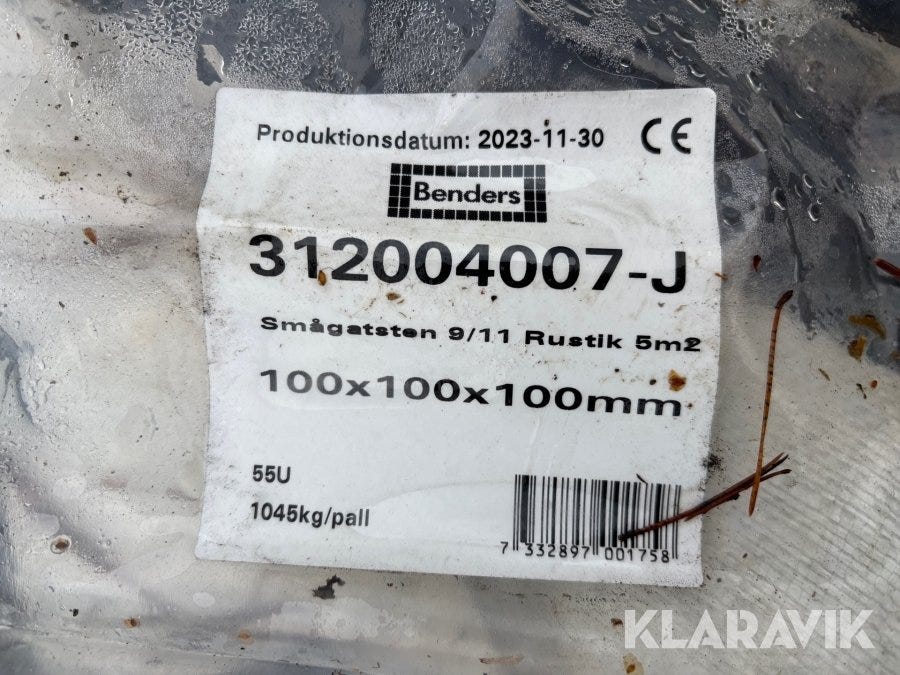 Produktionsdatum: 2023-11-30 CE
Benders
312004007-J
Smågatsten 9/11 Rustik 5m2
100x100x100mm
55U
1045kg/pall
7 332897 001758
KLARAVIK